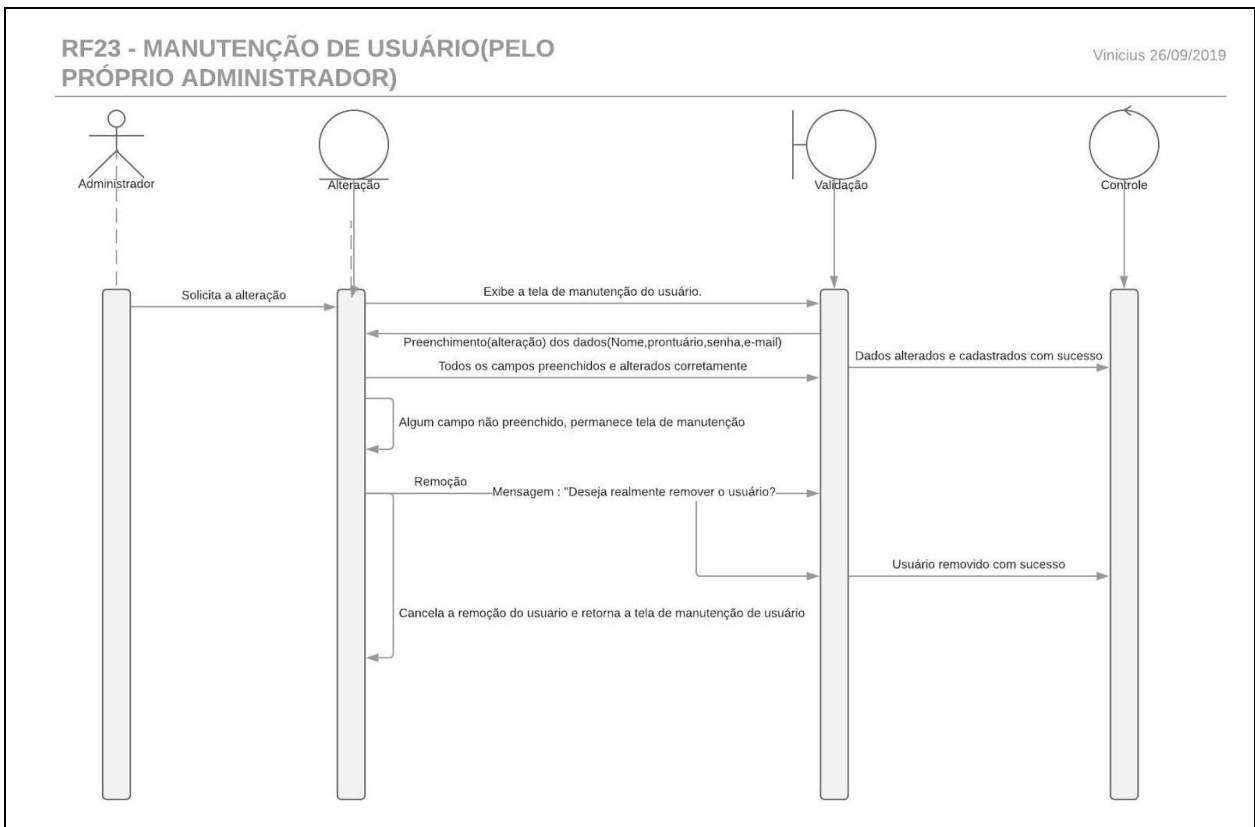 RF23 - MANUTENÇÃO DE USUÁRIO(PELO
PRÓPRIO ADMINISTRADOR)
Vinicius 26/09/2019
Administrador
Alteração
Validação
Controle
Solicita a alteração
Exibe a tela de manutenção do usuário.
Preenchimento(alteração) dos dados(Nome,prontuário,senha,e-mail)
Dados alterados e cadastrados com sucesso
Todos os campos preenchidos e alterados corretamente
Algum campo não preenchido, permanece tela de manutenção
Remoção
Mensagem : "Deseja realmente remover o usuário?
Usuário removido com sucesso
Cancela a remoção do usuario e retorna a tela de manutenção de usuário